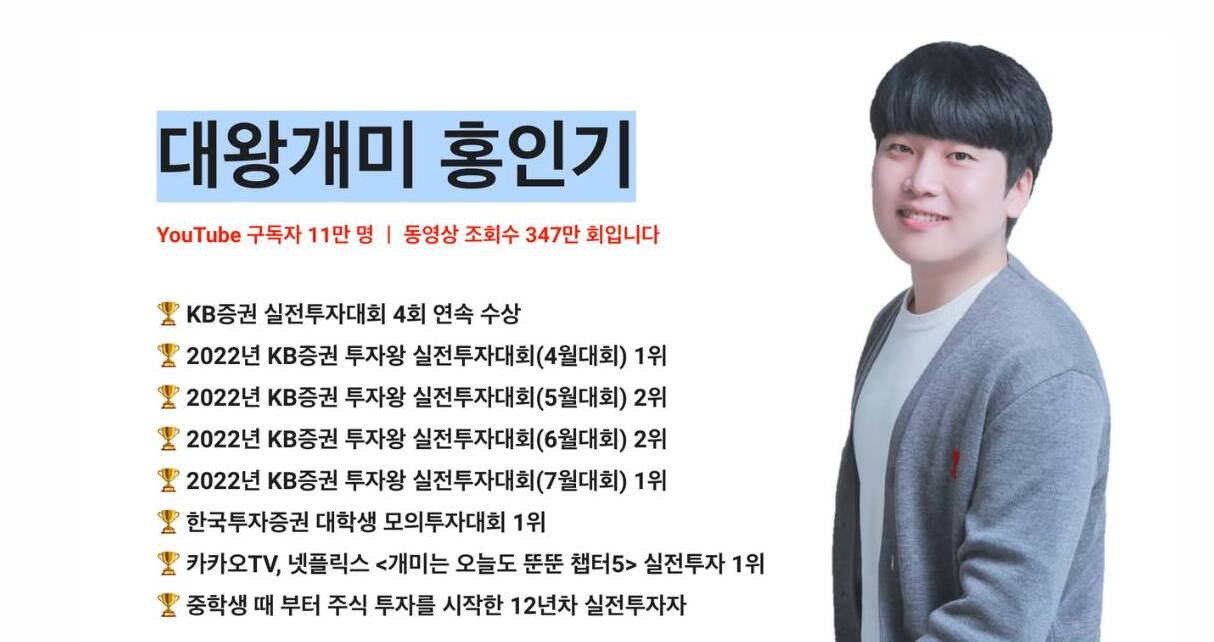 대왕개미 홍인기
YouTube 구독자 11만 명 ㅣ 동영상 조회수 347만 회입니다
🏆 KB증권 실전투자대회 4회 연속 수상
🏆 2022년 KB증권 투자왕 실전투자대회(4월대회) 1위
🏆 2022년 KB증권 투자왕 실전투자대회(5월대회) 2위
🏆 2022년 KB증권 투자왕 실전투자대회(6월대회) 2위
🏆 2022년 KB증권 투자왕 실전투자대회(7월대회) 1위
🏆 한국투자증권 대학생 모의투자대회 1위
🏆 카카오TV, 넷플릭스 <개미는 오늘도 뚠뚠 챕터5> 실전투자 1위
🏆 중학생 때 부터 주식 투자를 시작한 12년차 실전투자자